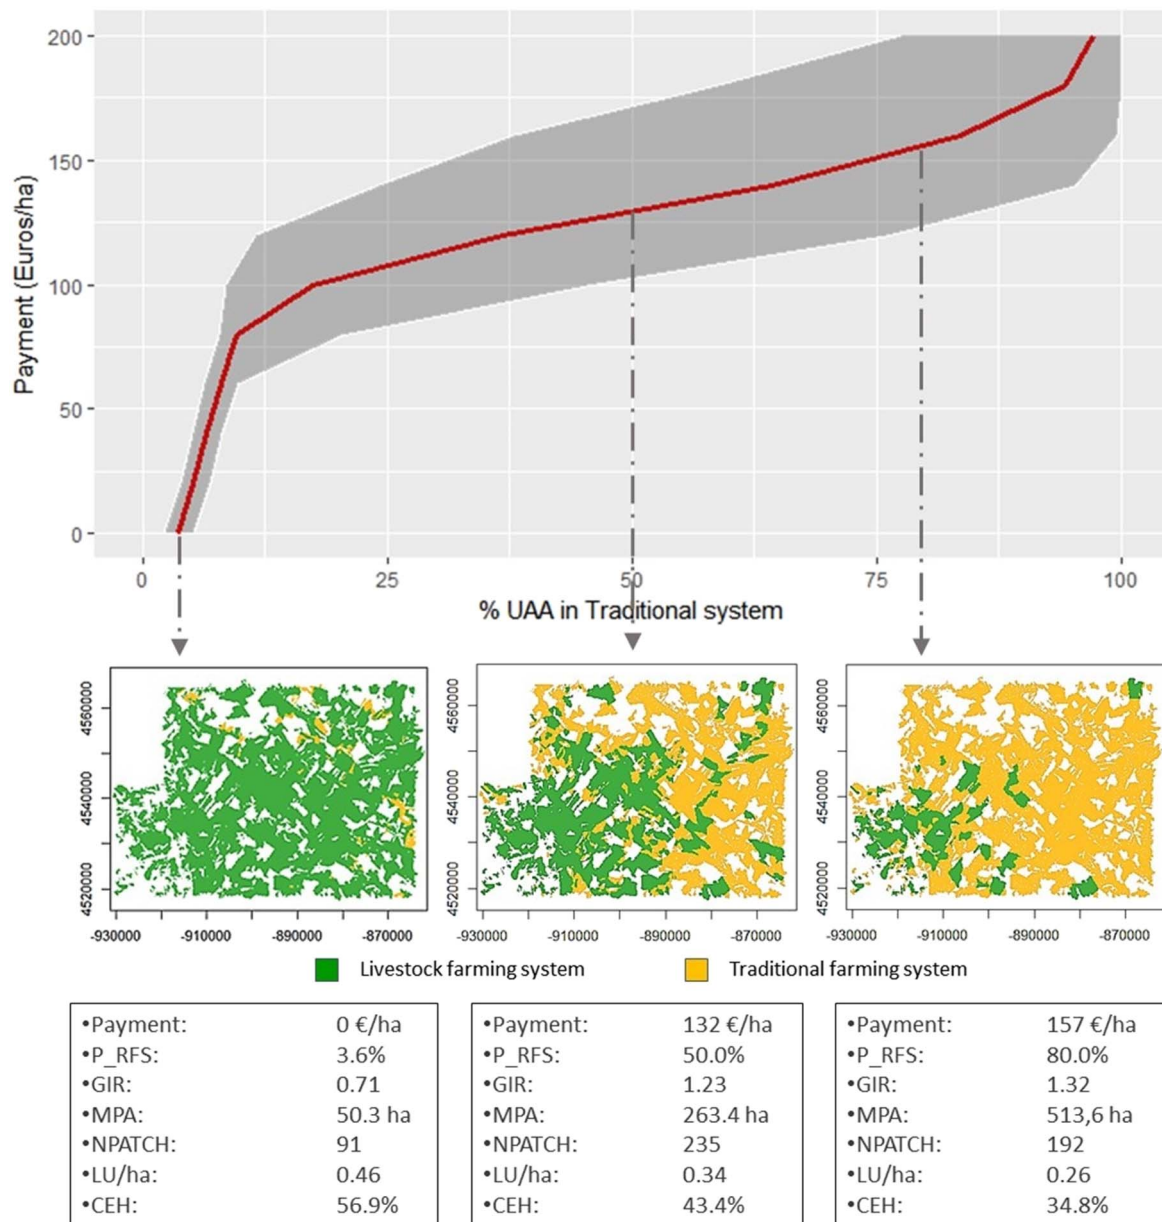 200
150
100
50
0
Payment (Euros/ha)
0 25 50 75 100
% UAA in Traditional system
4560000
4540000
4520000
-930000 -910000 -890000 -870000
4560000
4540000
4520000
-930000 -910000 -890000 -870000
4560000
4540000
4520000
-930000 -910000 -890000 -870000
Livestock farming system
Traditional farming system
•Payment: 0 €/ha
•P_RFS: 3.6%
•GIR: 0.71
•MPA: 50.3 ha
•NPATCH: 91
•LU/ha: 0.46
•CEH: 56.9%
•Payment: 132 €/ha
•P_RFS: 50.0%
•GIR: 1.23
•MPA: 263.4 ha
•NPATCH: 235
•LU/ha: 0.34
•CEH: 43.4%
•Payment: 157 €/ha
•P_RFS: 80.0%
•GIR: 1.32
•MPA: 513,6 ha
•NPATCH: 192
•LU/ha: 0.26
•CEH: 34.8%